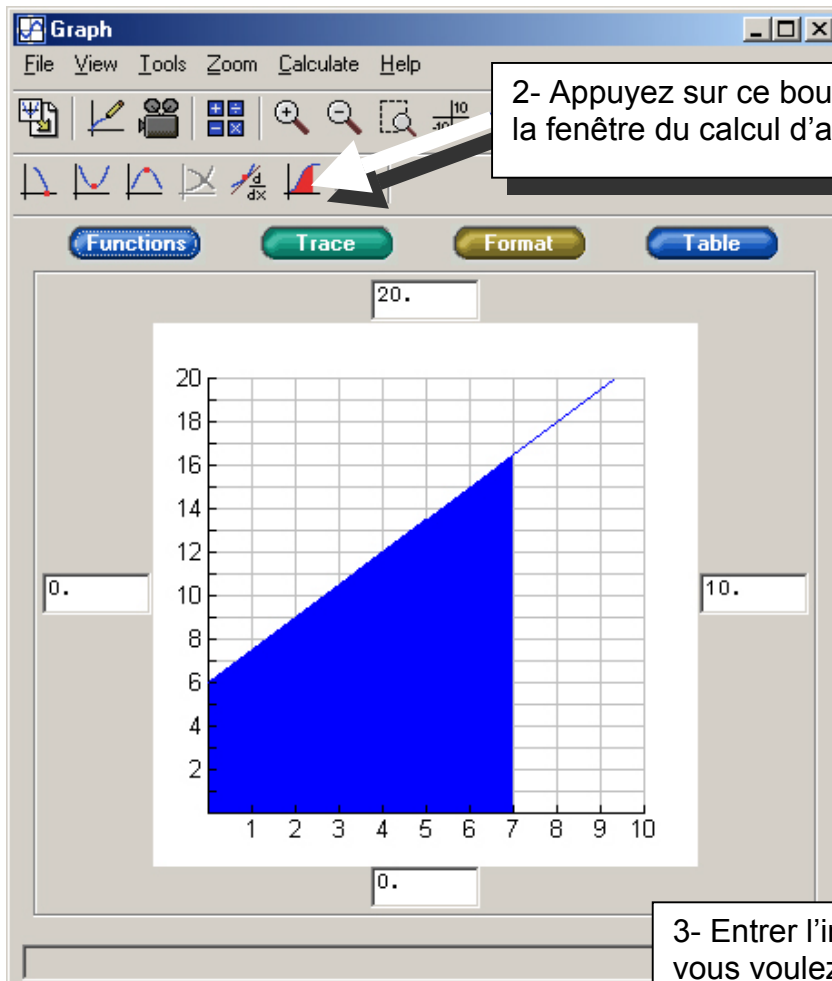 Graph
File View Tools Zoom Calculate Help
2- Appuyez sur ce bou
la fenêtre du calcul d’a
Functions Trace Format Table
20.
20
18
16
14
12
10
8
6
4
2
0.
10.
1 2 3 4 5 6 7 8 9 10
0.
3- Entrer l’i
vous voulez